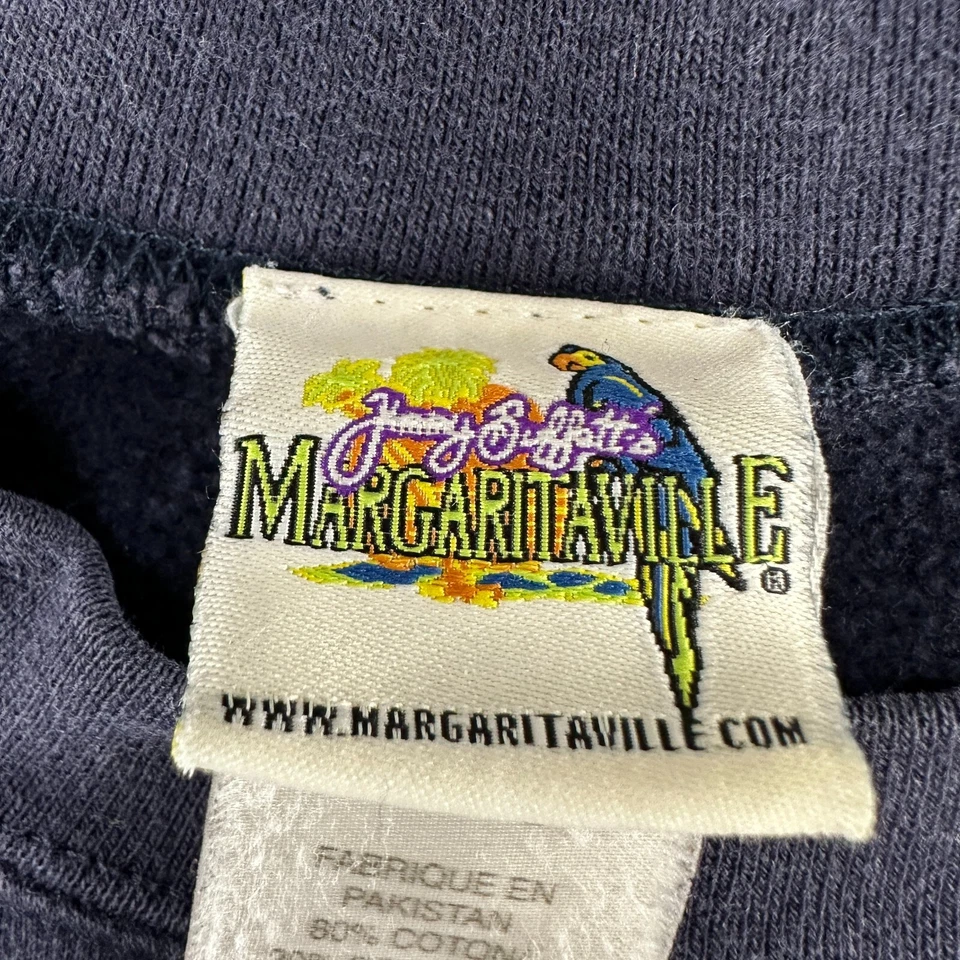 Jimmy Buffett's
MARGARITAVILLE®
WWW.MARGARITAVILLE.COM
FABRIQUE EN
PAKISTAN
80% COTON